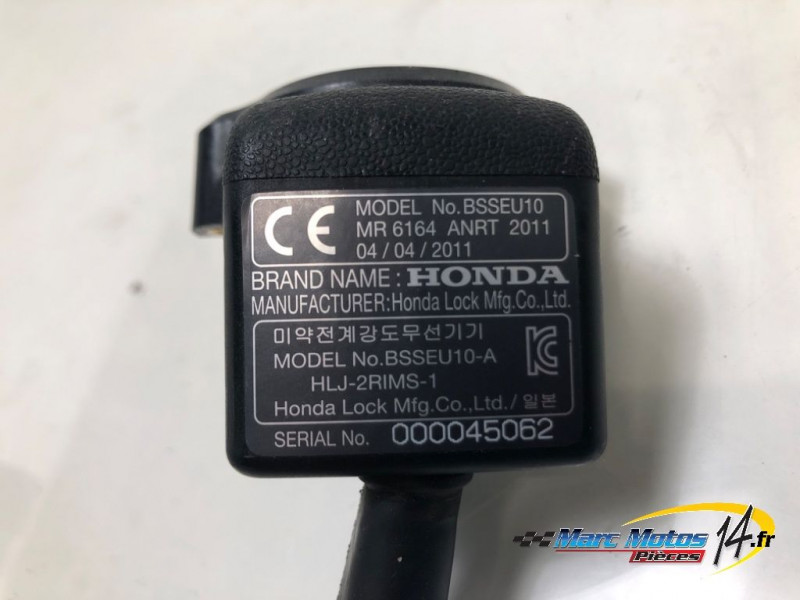 CE
MODEL No.BSSEU10
MR 6164 ANRT 2011
04 / 04 / 2011
BRAND NAME : HONDA
MANUFACTURER:Honda Lock Mfg.Co.,Ltd.
미약전계강도무선기기
MODEL No.BSSEU10-A
HLJ-2RIMS-1
Honda Lock Mfg.Co.,Ltd./ 일본
SERIAL No. 000045062
Marc Motos 14.fr
Pièces